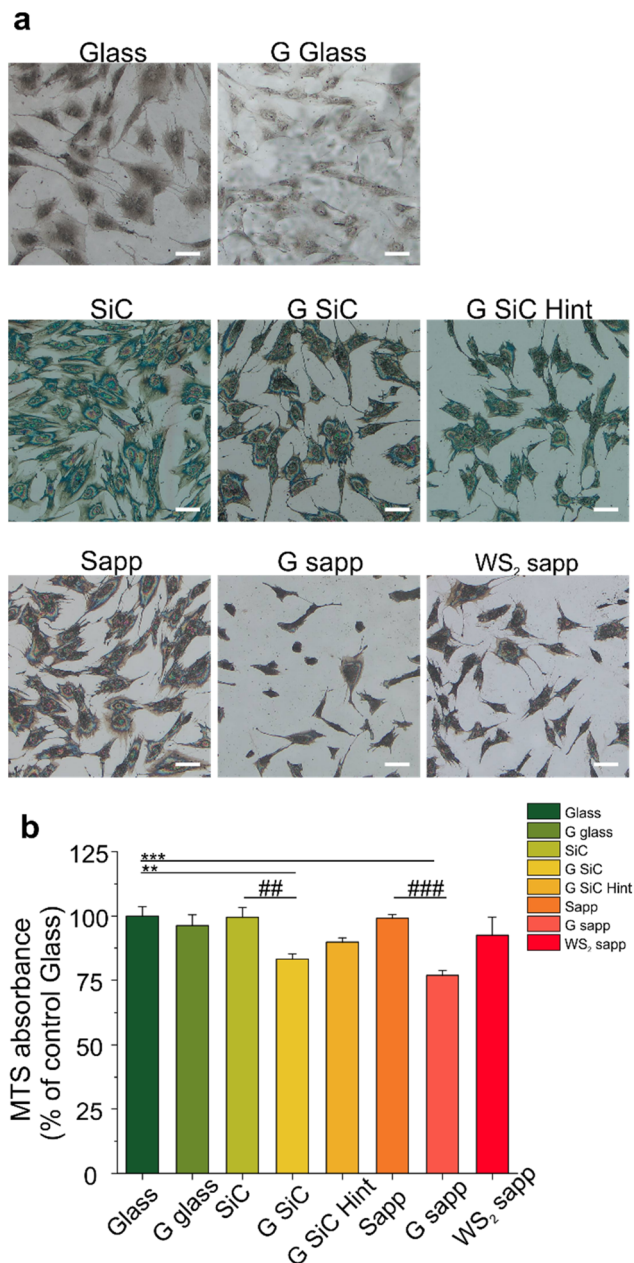 a
Glass G Glass
SiC G SiC G SiC Hint
Sapp G sapp WS₂ sapp
b
Glass
G glass
SiC
G SiC
G SiC Hint
Sapp
G sapp
WS₂ sapp
125
100
75
50
25
0
MTS absorbance
(% of control Glass)
***
**
## ###
Glass G glass SiC G SiC G SiC Hint Sapp G sapp WS₂ sapp